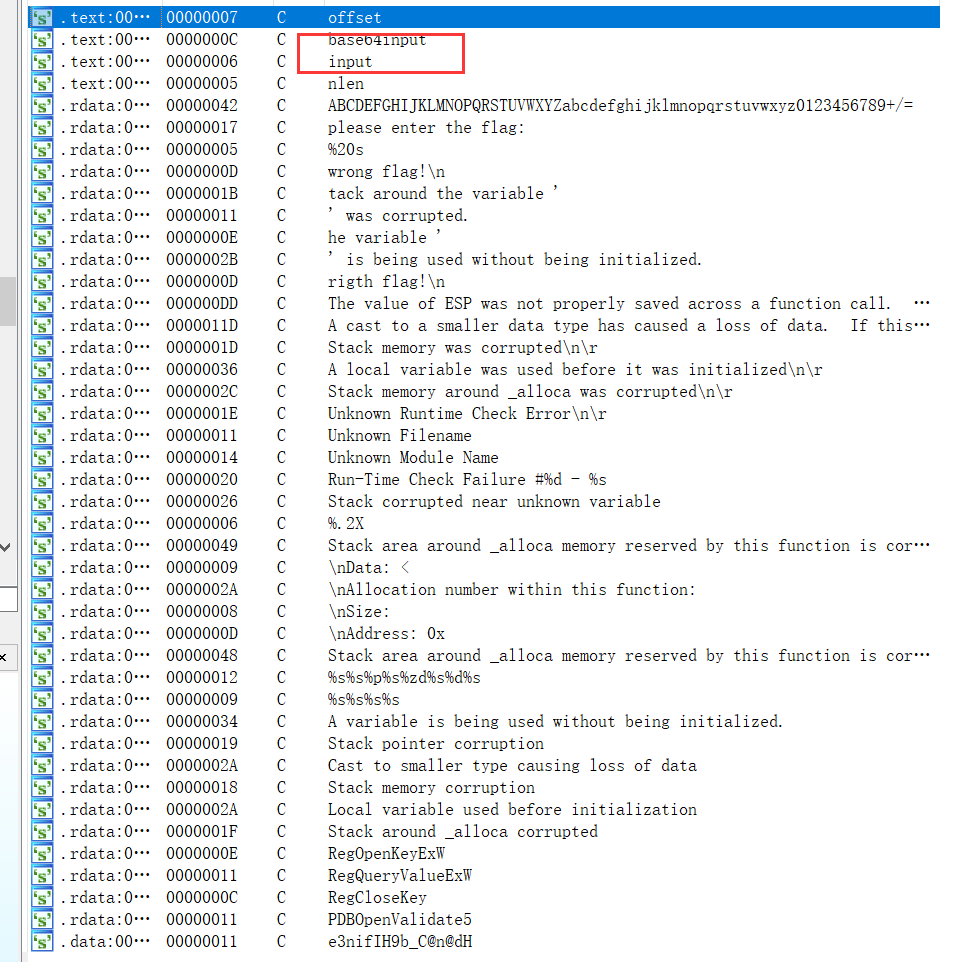 .text:00… 00000007 C offset
.text:00… 0000000C C base64input
.text:00… 00000006 C input
.text:00… 00000005 C nlen
.rdata:0… 00000042 C ABCDEFGHIJKLMNOPQRSTUVWXYZabcdefghijklmnopqrstuvwxyz0123456789+/=
.rdata:0… 00000017 C please enter the flag:
.rdata:0… 00000005 C %20s
.rdata:0… 0000000D C wrong flag!\n
.rdata:0… 0000001B C tack around the variable '
.rdata:0… 00000011 C ' was corrupted.
.rdata:0… 0000000E C he variable '
.rdata:0… 0000002B C ' is being used without being initialized.
.rdata:0… 0000000D C rigth flag!\n
.rdata:0… 000000DD C The value of ESP was not properly saved across a function call. …
.rdata:0… 0000011D C A cast to a smaller data type has caused a loss of data. If this…
.rdata:0… 0000001D C Stack memory was corrupted\n\r
.rdata:0… 00000036 C A local variable was used before it was initialized\n\r
.rdata:0… 0000002C C Stack memory around _alloca was corrupted\n\r
.rdata:0… 0000001E C Unknown Runtime Check Error\n\r
.rdata:0… 00000011 C Unknown Filename
.rdata:0… 00000014 C Unknown Module Name
.rdata:0… 00000020 C Run-Time Check Failure #%d - %s
.rdata:0… 00000026 C Stack corrupted near unknown variable
.rdata:0… 00000006 C %.2X
.rdata:0… 00000049 C Stack area around _alloca memory reserved by this function is cor…
.rdata:0… 00000009 C \nData: <
.rdata:0… 0000002A C \nAllocation number within this function:
.rdata:0… 00000008 C \nSize:
.rdata:0… 0000000D C \nAddress: 0x
.rdata:0… 00000048 C Stack area around _alloca memory reserved by this function is cor…
.rdata:0… 00000012 C %s%s%p%s%zd%s%d%s
.rdata:0… 00000009 C %s%s%s%s
.rdata:0… 00000034 C A variable is being used without being initialized.
.rdata:0… 00000019 C Stack pointer corruption
.rdata:0… 0000002A C Cast to smaller type causing loss of data
.rdata:0… 00000018 C Stack memory corruption
.rdata:0… 0000002A C Local variable used before initialization
.rdata:0… 0000001F C Stack around _alloca corrupted
.rdata:0… 0000000E C RegOpenKeyExW
.rdata:0… 00000011 C RegQueryValueExW
.rdata:0… 0000000C C RegCloseKey
.rdata:0… 00000011 C PDBOpenValidate5
.data:00… 00000011 C e3nifIH9b_C@n@dH